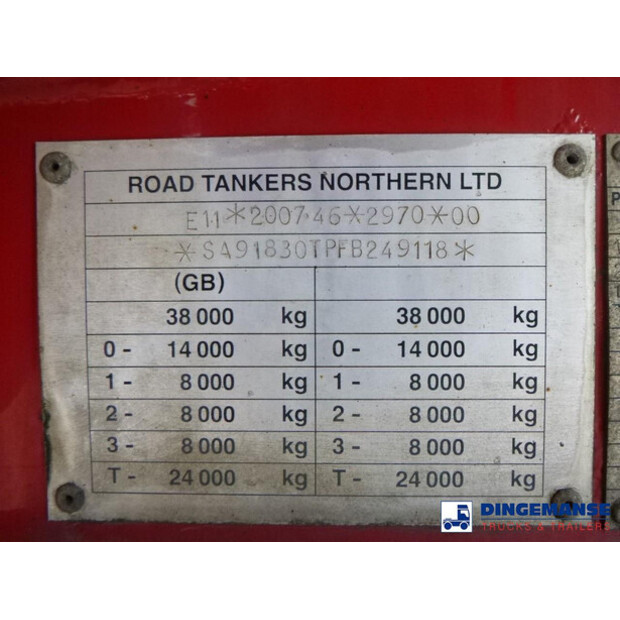 ROAD TANKERS NORTHERN LTD
E11*2007/46*2970*00
*SA91830TPFB249118*
(GB)
38 000 kg 38 000 kg
0 - 14 000 kg 0 - 14 000 kg
1 - 8 000 kg 1 - 8 000 kg
2 - 8 000 kg 2 - 8 000 kg
3 - 8 000 kg 3 - 8 000 kg
T - 24 000 kg T - 24 000 kg
DINGEMANSE
TRUCKS & TRAILERS